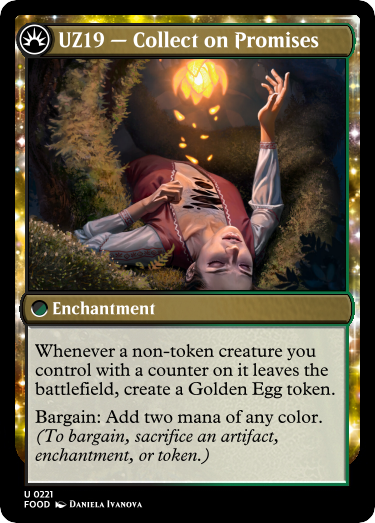 UZ19 — Collect on Promises
Enchantment
Whenever a non-token creature you
control with a counter on it leaves the
battlefield, create a Golden Egg token.
Bargain: Add two mana of any color.
(To bargain, sacrifice an artifact,
enchantment, or token.)
U 0221
FOOD Daniela Ivanova